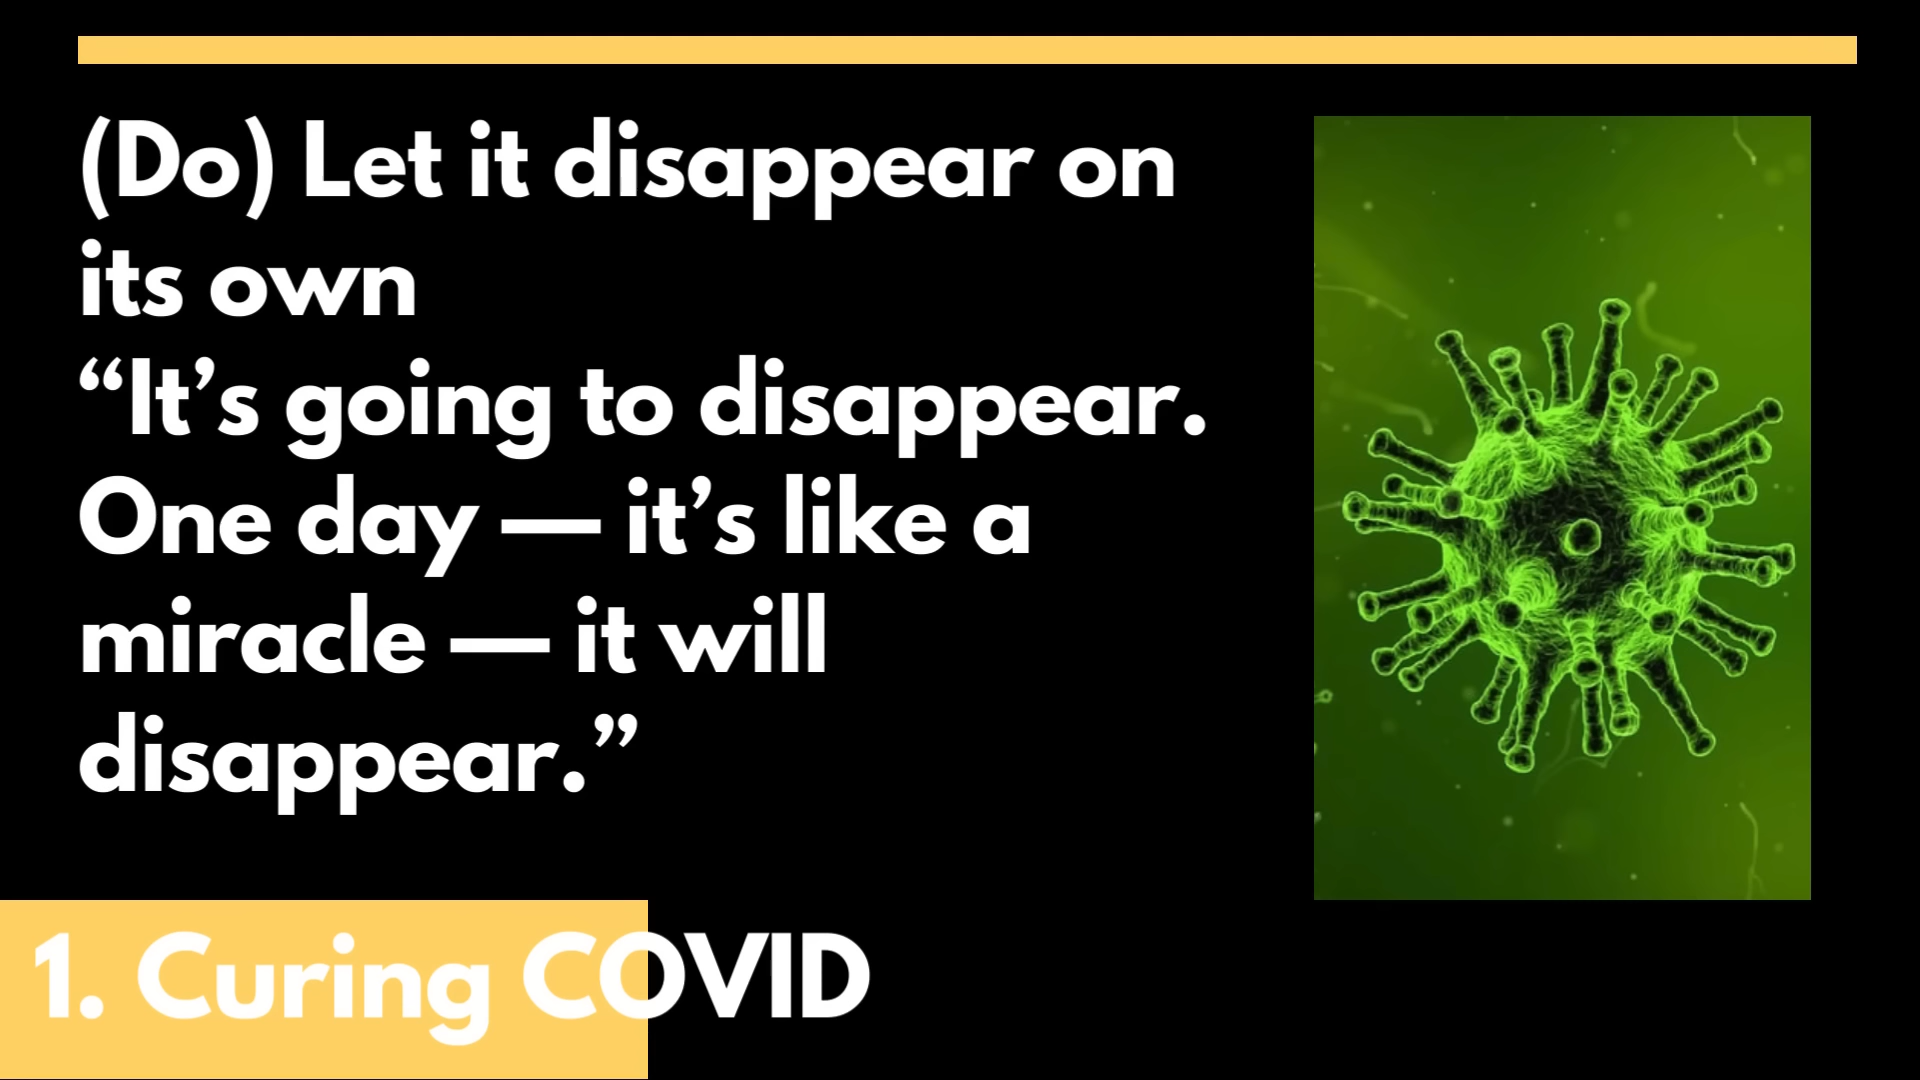 (Do) Let it disappear on
its own
“It’s going to disappear.
One day — it’s like a
miracle — it will
disappear.”
1. Curing COVID